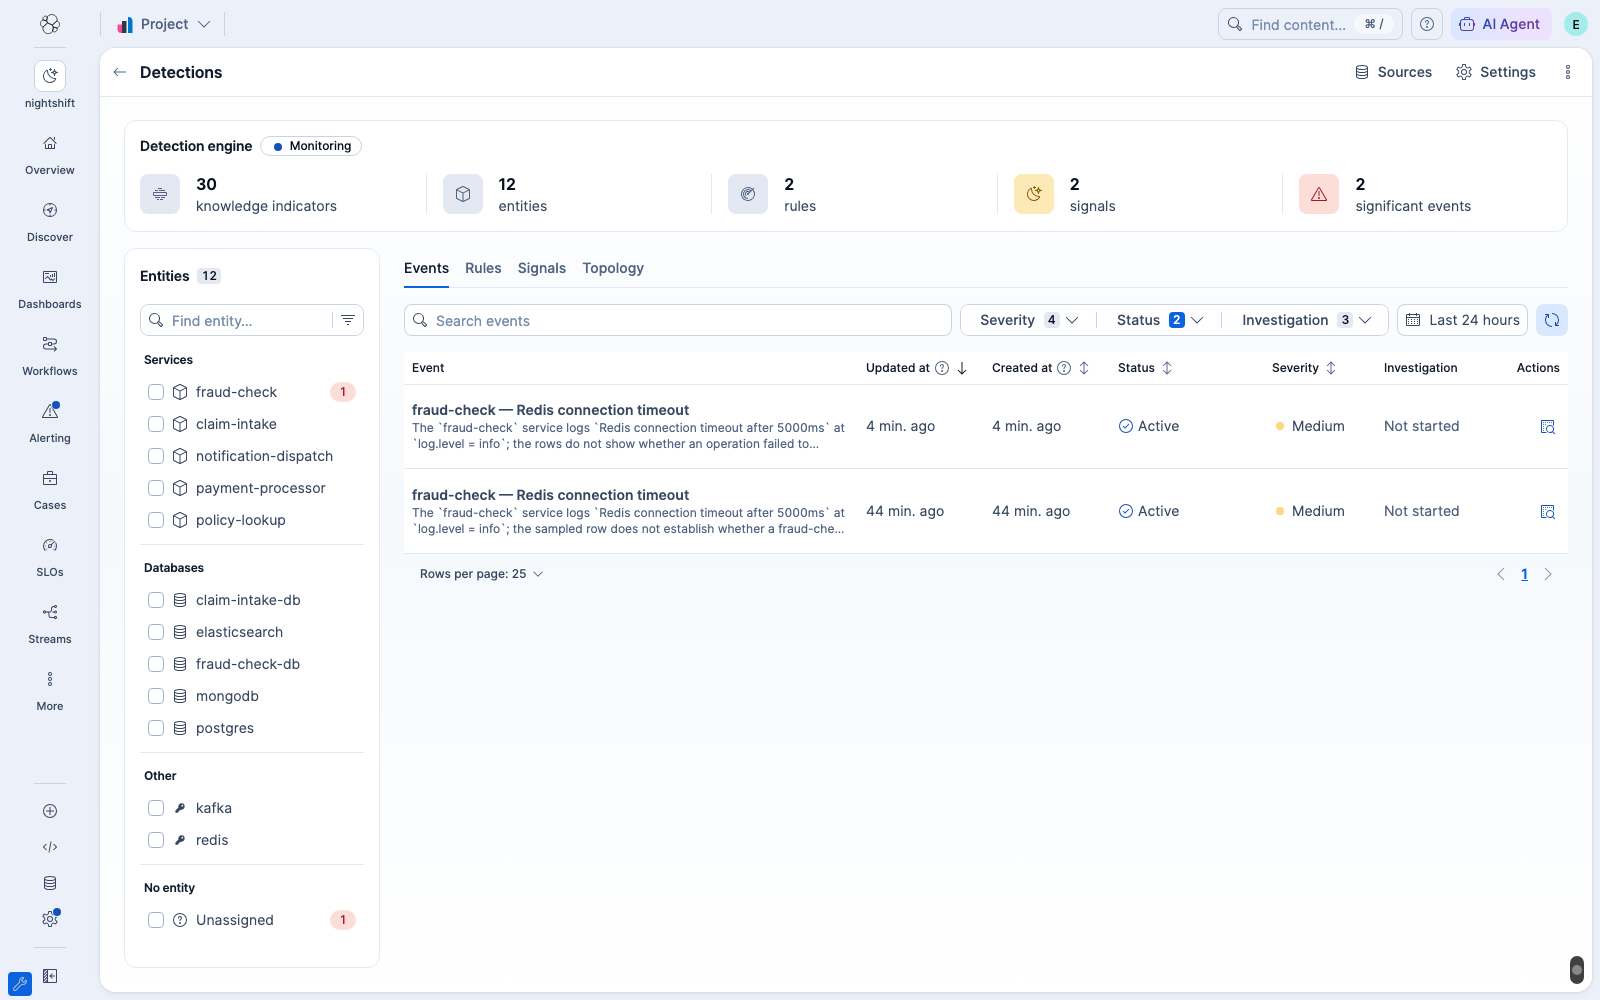 Project
Find content... ⌘ /
AI Agent
E
nightshift
Overview
Discover
Dashboards
Workflows
Alerting
Cases
SLOs
Streams
More
Detections
Sources
Settings
Detection engine
Monitoring
30
knowledge indicators
12
entities
2
rules
2
signals
2
significant events
Entities 12
Find entity...
Services
fraud-check 1
claim-intake
notification-dispatch
payment-processor
policy-lookup
Databases
claim-intake-db
elasticsearch
fraud-check-db
mongodb
postgres
Other
kafka
redis
No entity
Unassigned 1
Events Rules Signals Topology
Search events
Severity 4
Status 2
Investigation 3
Last 24 hours
Event Updated at Created at Status Severity Investigation Actions
fraud-check — Redis connection timeout
The `fraud-check` service logs `Redis connection timeout after 5000ms` at
`log.level = info`; the rows do not show whether an operation failed to...
4 min. ago 4 min. ago Active Medium Not started
fraud-check — Redis connection timeout
The `fraud-check` service logs `Redis connection timeout after 5000ms` at
`log.level = info`; the sampled row does not establish whether a fraud-che...
44 min. ago 44 min. ago Active Medium Not started
Rows per page: 25
1